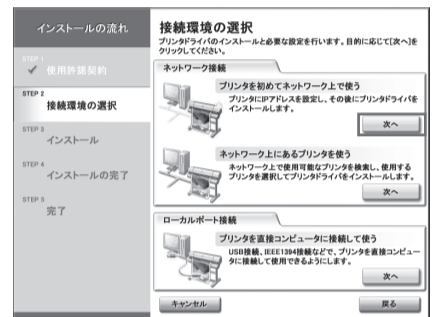 インストールの流れ
STEP 1
使用許諾契約
STEP 2
接続環境の選択
STEP 3
インストール
STEP 4
インストールの完了
STEP 5
完了
接続環境の選択
プリンタドライバのインストールと必要な設定を行います。目的に応じて[次へ]を
クリックしてください。
ネットワーク接続
プリンタを初めてネットワーク上で使う
プリンタにIPアドレスを設定し、その後にプリンタドライバを
インストールします。
次へ
ネットワーク上にあるプリンタを使う
ネットワーク上で使用可能なプリンタを検索し、使用する
プリンタを選択してプリンタドライバをインストールします。
次へ
ローカルポート接続
プリンタを直接コンピュータに接続して使う
USB接続、IEEE1394接続などで、プリンタを直接コンピュー
タに接続して使用できるようにします。
次へ
キャンセル
戻る